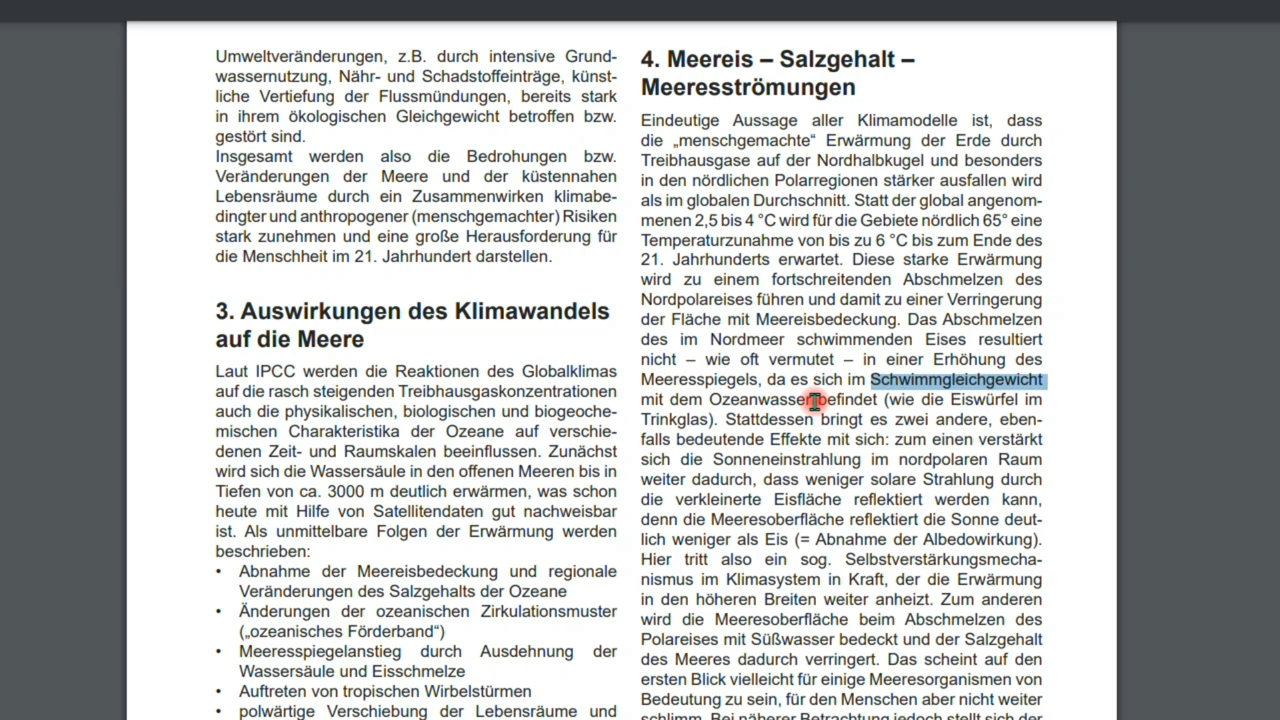 Umweltveränderungen, z.B. durch intensive Grund-
wassernutzung, Nähr- und Schadstoffeinträge, künst-
liche Vertiefung der Flussmündungen, bereits stark
in ihrem ökologischen Gleichgewicht betroffen bzw.
gestört sind.
Insgesamt werden also die Bedrohungen bzw.
Veränderungen der Meere und der küstennahen
Lebensräume durch ein Zusammenwirken klimabe-
dingter und anthropogener (menschgemachter) Risiken
stark zunehmen und eine große Herausforderung für
die Menschheit im 21. Jahrhundert darstellen.
3. Auswirkungen des Klimawandels
auf die Meere
Laut IPCC werden die Reaktionen des Globalklimas
auf die rasch steigenden Treibhausgaskonzentrationen
auch die physikalischen, biologischen und biogeoche-
mischen Charakteristika der Ozeane auf verschie-
denen Zeit- und Raumskalen beeinflussen. Zunächst
wird sich die Wassersäule in den offenen Meeren bis in
Tiefen von ca. 3000 m deutlich erwärmen, was schon
heute mit Hilfe von Satellitendaten gut nachweisbar
ist. Als unmittelbare Folgen der Erwärmung werden
beschrieben:
• Abnahme der Meereisbedeckung und regionale
Veränderungen des Salzgehalts der Ozeane
• Änderungen der ozeanischen Zirkulationsmuster
(„ozeanisches Förderband“)
• Meeresspiegelanstieg durch Ausdehnung der
Wassersäule und Eisschmelze
• Auftreten von tropischen Wirbelstürmen
• polwärtige Verschiebung der Lebensräume und
4. Meereis – Salzgehalt –
Meeresströmungen
Eindeutige Aussage aller Klimamodelle ist, dass
die „menschgemachte“ Erwärmung der Erde durch
Treibhausgase auf der Nordhalbkugel und besonders
in den nördlichen Polarregionen stärker ausfallen wird
als im globalen Durchschnitt. Statt der global angenom-
menen 2,5 bis 4 °C wird für die Gebiete nördlich 65° eine
Temperaturzunahme von bis zu 6 °C bis zum Ende des
21. Jahrhunderts erwartet. Diese starke Erwärmung
wird zu einem fortschreitenden Abschmelzen des
Nordpolareises führen und damit zu einer Verringerung
der Fläche mit Meereisbedeckung. Das Abschmelzen
des im Nordmeer schwimmenden Eises resultiert
nicht – wie oft vermutet – in einer Erhöhung des
Meeresspiegels, da es sich im Schwimmgleichgewicht
mit dem Ozeanwasser befindet (wie die Eiswürfel im
Trinkglas). Stattdessen bringt es zwei andere, eben-
falls bedeutende Effekte mit sich: zum einen verstärkt
sich die Sonneneinstrahlung im nordpolaren Raum
weiter dadurch, dass weniger solare Strahlung durch
die verkleinerte Eisfläche reflektiert werden kann,
denn die Meeresoberfläche reflektiert die Sonne deut-
lich weniger als Eis (= Abnahme der Albedowirkung).
Hier tritt also ein sog. Selbstverstärkungsmecha-
nismus im Klimasystem in Kraft, der die Erwärmung
in den höheren Breiten weiter anheizt. Zum anderen
wird die Meeresoberfläche beim Abschmelzen des
Polareises mit Süßwasser bedeckt und der Salzgehalt
des Meeres dadurch verringert. Das scheint auf den
ersten Blick vielleicht für einige Meeresorganismen von
Bedeutung zu sein, für den Menschen aber nicht weiter
schlimm. Bei näherer Betrachtung jedoch stellt sich der